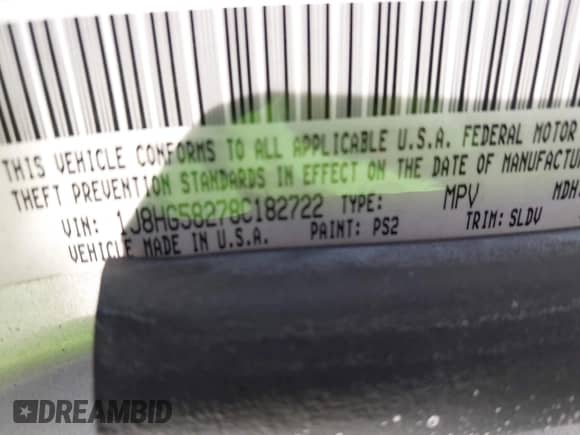 THIS VEHICLE CONFORMS TO ALL APPLICABLE U.S.A. FEDERAL MOTOR
THEFT PREVENTION STANDARDS IN EFFECT ON THE DATE OF MANUFACTU
VIN: 1J8HG58278C182722 TYPE: MPV MDH
VEHICLE MADE IN U.S.A. PAINT: PS2 TRIM: SLDV
DREAMBID